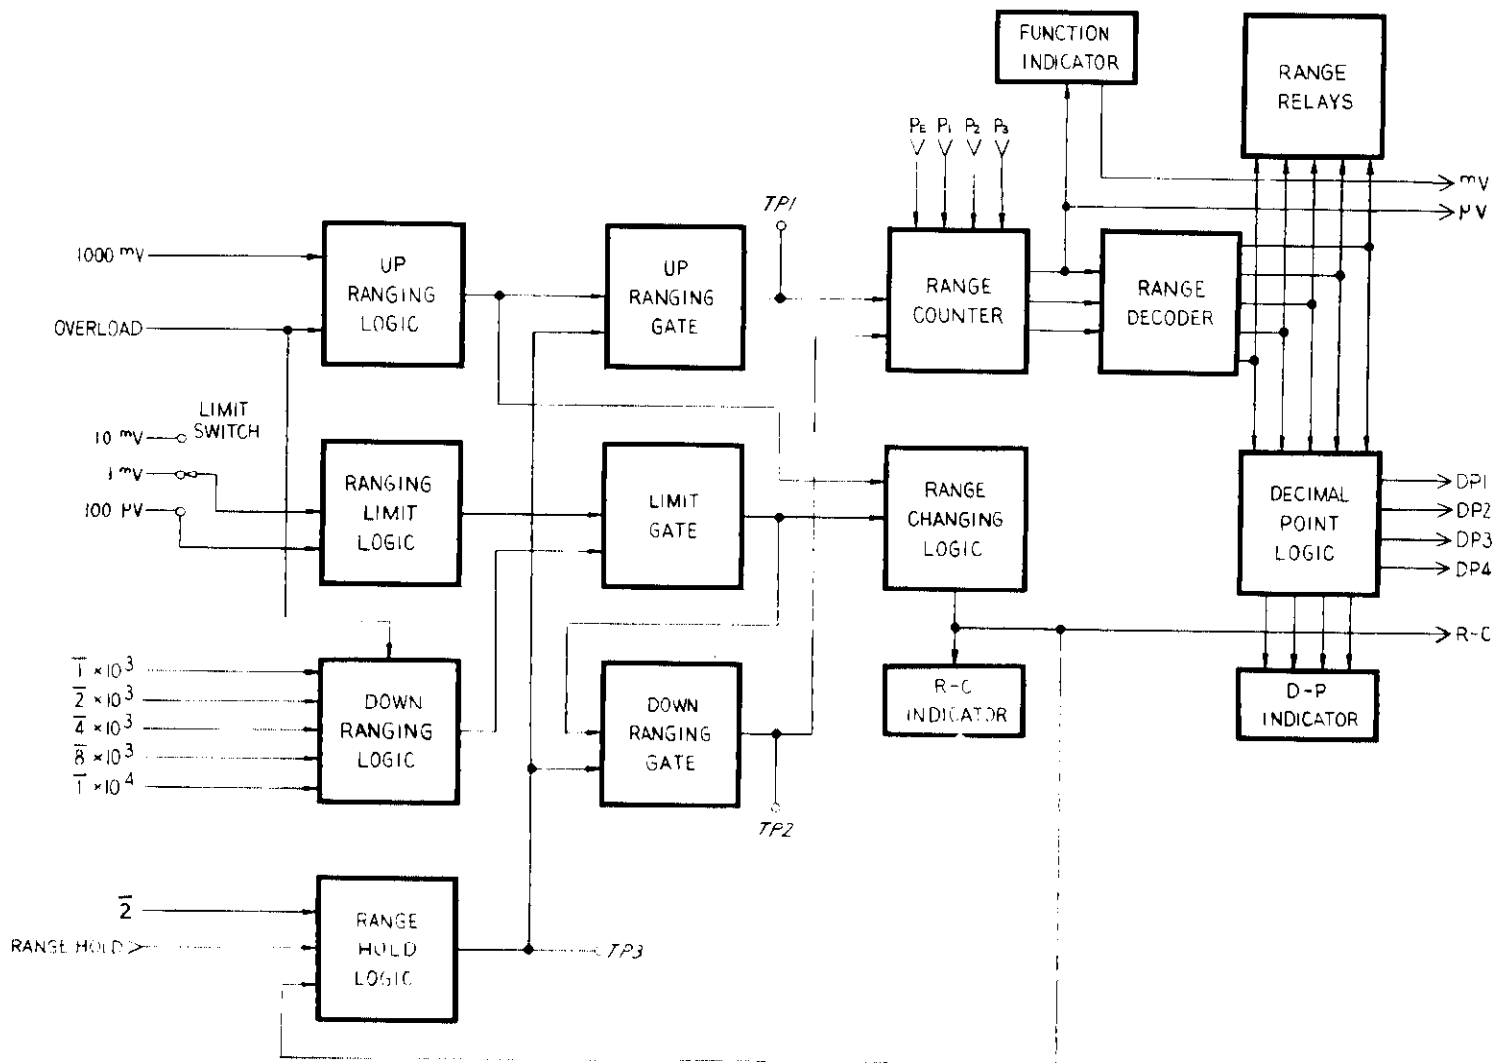 FUNCTION
INDICATOR
RANGE
RELAYS
PE P1 P2 P3
mV
μV
TP1
1000 mV
UP
RANGING
LOGIC
UP
RANGING
GATE
RANGE
COUNTER
RANGE
DECODER
OVERLOAD
LIMIT
SWITCH
10 mV
1 mV
100 μV
RANGING
LIMIT
LOGIC
LIMIT
GATE
RANGE
CHANGING
LOGIC
DECIMAL
POINT
LOGIC
DP1
DP2
DP3
DP4
R-C
1̅ ×10³
2̅ ×10³
4̅ ×10³
8̅ ×10³
1̅ ×10⁴
DOWN
RANGING
LOGIC
DOWN
RANGING
GATE
R-C
INDICATOR
D-P
INDICATOR
TP2
2̅
RANGE HOLD
RANGE
HOLD
LOGIC
TP3